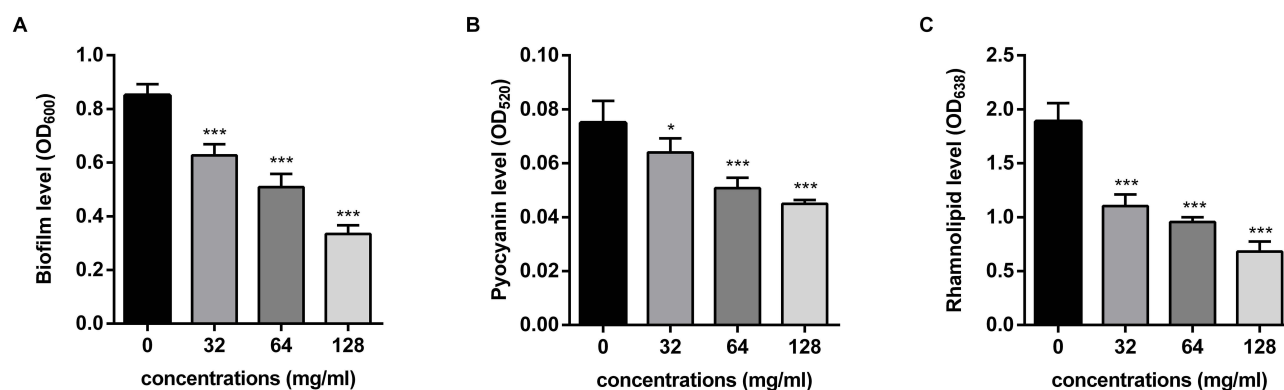 A
Biofilm level (OD600)
1.0
0.8
0.6
0.4
0.2
0.0
***
***
***
0 32 64 128
concentrations (mg/ml)
B
Pyocyanin level (OD520)
0.10
0.08
0.06
0.04
0.02
0.00
*
***
***
0 32 64 128
concentrations (mg/ml)
C
Rhamnolipid level (OD638)
2.5
2.0
1.5
1.0
0.5
0.0
***
***
***
0 32 64 128
concentrations (mg/ml)